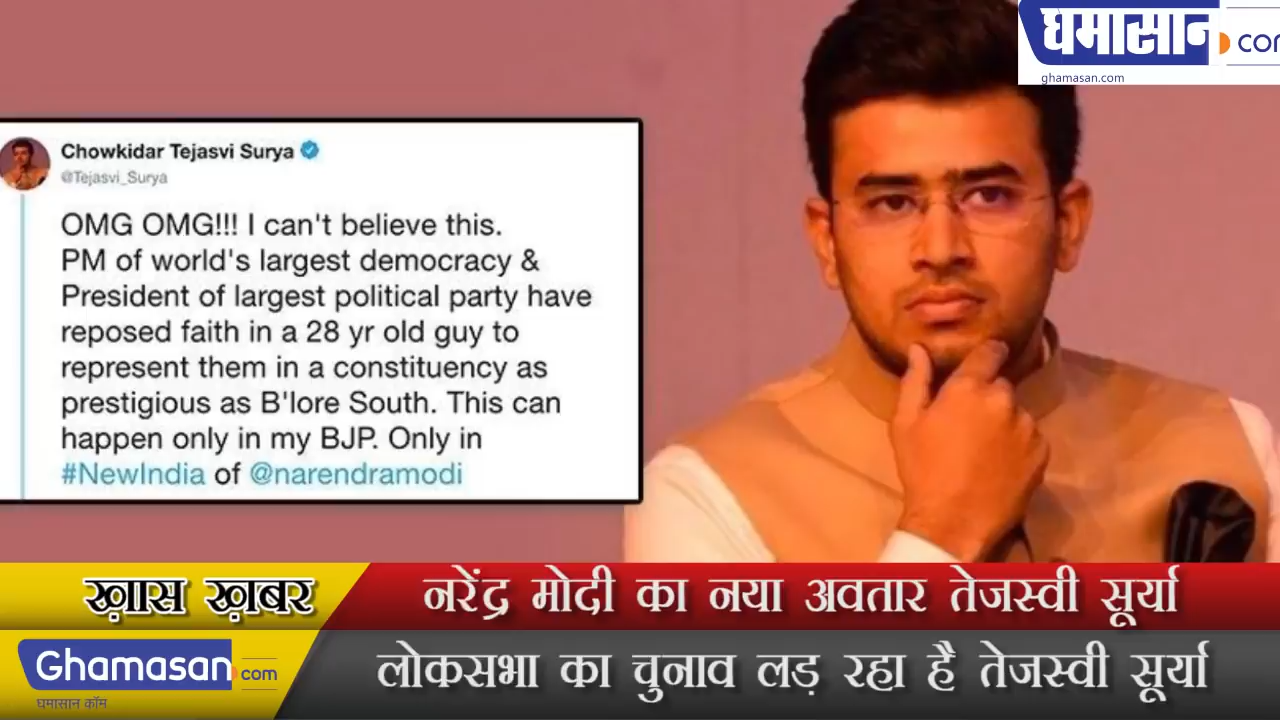 घमासान.com
ghamasan.com
Chowkidar Tejasvi Surya
@Tejasvi_Surya
OMG OMG!!! I can't believe this.
PM of world's largest democracy &
President of largest political party have
reposed faith in a 28 yr old guy to
represent them in a constituency as
prestigious as B'lore South. This can
happen only in my BJP. Only in
#NewIndia of @narendramodi
ख़ास ख़बर
नरेंद्र मोदी का नया अवतार तेजस्वी सूर्या
लोकसभा का चुनाव लड़ रहा है तेजस्वी सूर्या
Ghamasan.com
घमासान कॉम